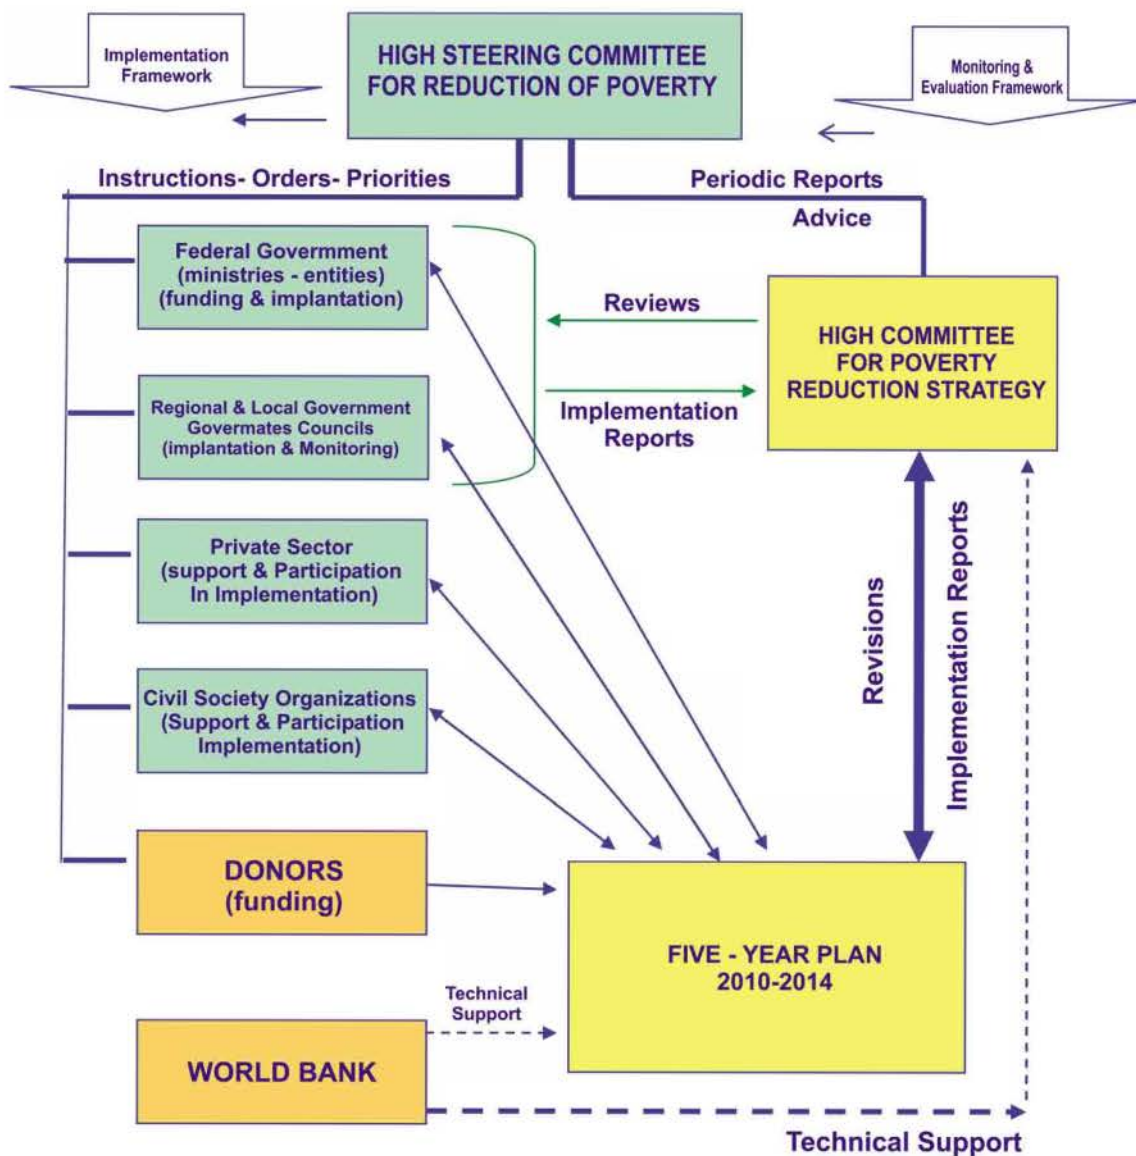 Implementation
Framework
HIGH STEERING COMMITTEE
FOR REDUCTION OF POVERTY
Monitoring &
Evaluation Framework
Instructions- Orders- Priorities
Periodic Reports
Advice
Federal Govermment
(ministries - entities)
(funding & implantation)
Reviews
HIGH COMMITTEE
FOR POVERTY
REDUCTION STRATEGY
Regional & Local Government
Govermates Councils
(implantation & Monitoring)
Implementation
Reports
Private Sector
(support & Participation
In Implementation)
Revisions
Implementation Reports
Civil Society Organizations
(Support & Participation
Implementation)
DONORS
(funding)
FIVE - YEAR PLAN
2010-2014
Technical
Support
WORLD BANK
Technical Support